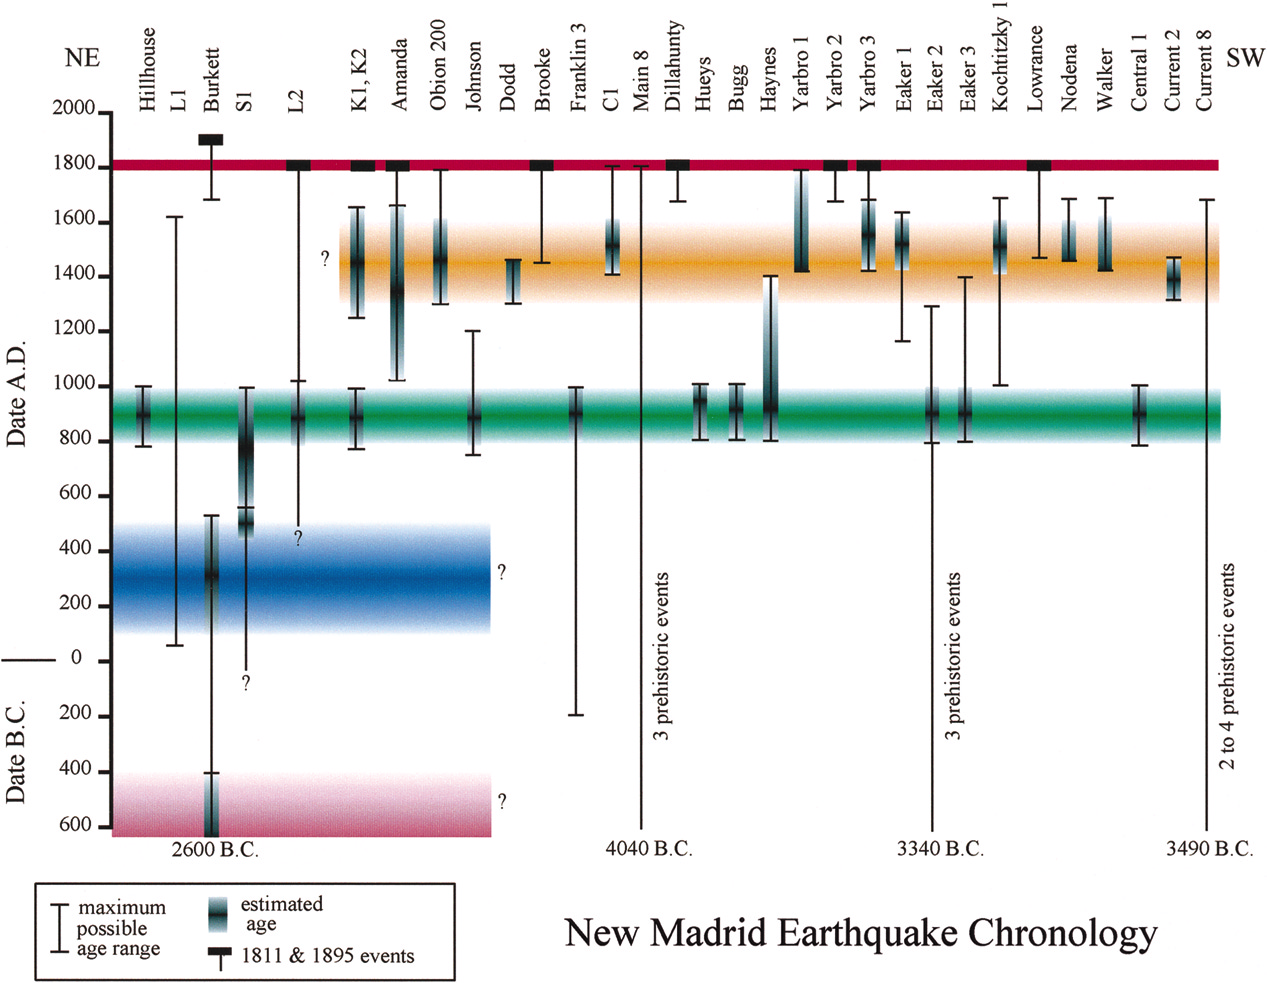 NE
Hillhouse
L1
Burkett
S1
L2
K1, K2
Amanda
Obion 200
Johnson
Dodd
Brooke
Franklin 3
C1
Main 8
Dillahunty
Hueys
Bugg
Haynes
Yarbro 1
Yarbro 2
Yarbro 3
Eaker 1
Eaker 2
Eaker 3
Kochtitzky 1
Lowrance
Nodena
Walker
Central 1
Current 2
Current 8
SW
2000
1800
1600
1400
1200
1000
800
600
400
200
0
200
400
600
Date A.D.
Date B.C.
?
?
?
?
?
3 prehistoric events
3 prehistoric events
2 to 4 prehistoric events
2600 B.C.
4040 B.C.
3340 B.C.
3490 B.C.
maximum
possible
age range
estimated
age
1811 & 1895 events
New Madrid Earthquake Chronology